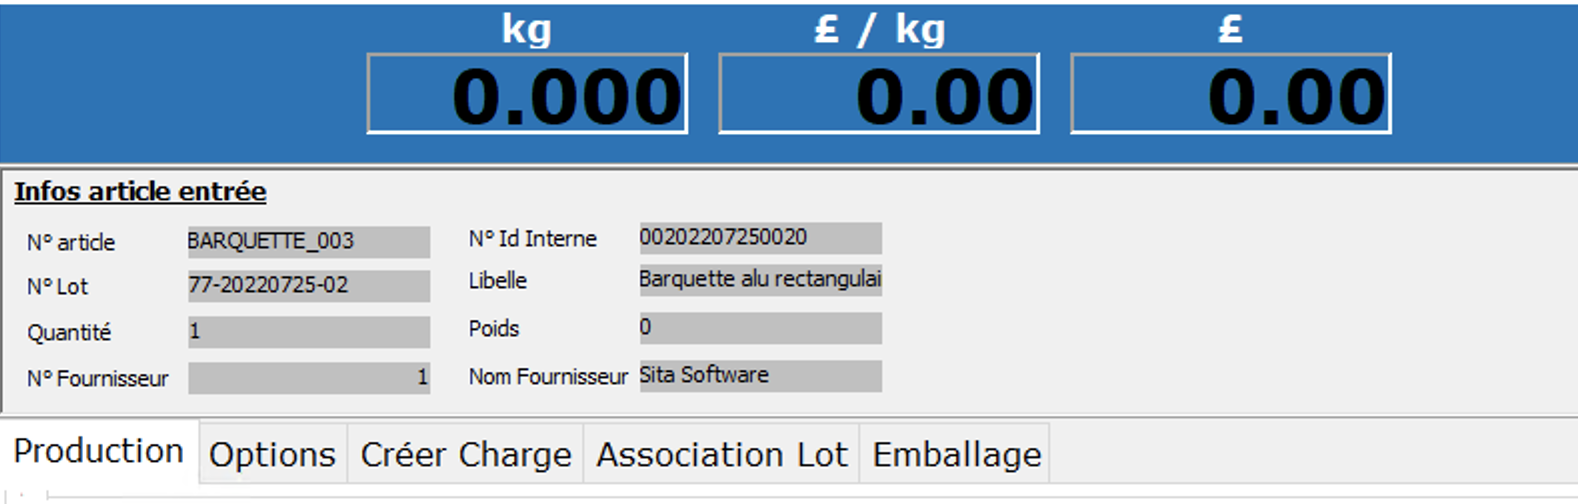 kg £ / kg £
0.000 0.00 0.00
Infos article entrée
N° article BARQUETTE_003 N° Id Interne 00202207250020
N° Lot 77-20220725-02 Libelle Barquette alu rectangulai
Quantité 1 Poids 0
N° Fournisseur 1 Nom Fournisseur Sita Software
Production Options Créer Charge Association Lot Emballage